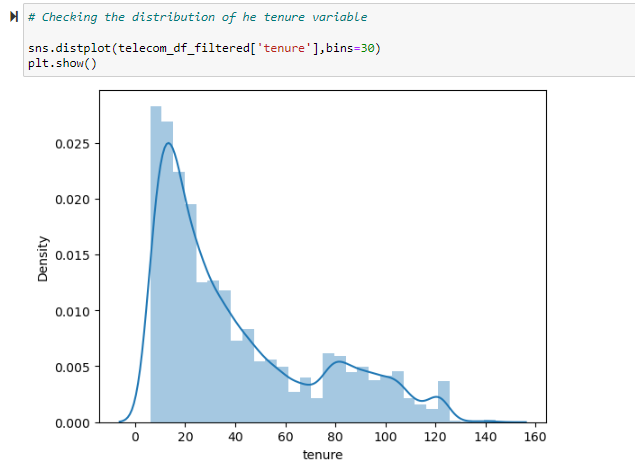 # Checking the distribution of he tenure variable
sns.distplot(telecom_df_filtered['tenure'],bins=30)
plt.show()
0.025
0.020
0.015
0.010
0.005
0.000
Density
0 20 40 60 80 100 120 140 160
tenure